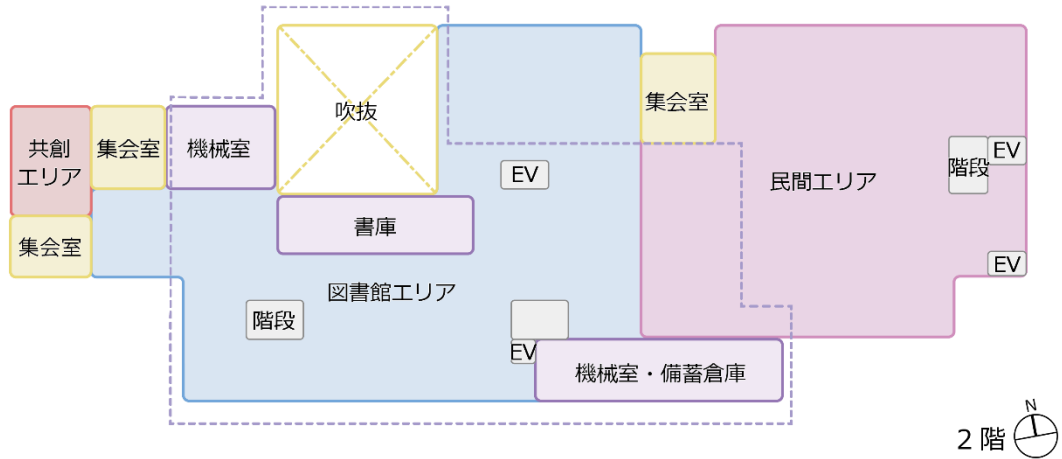 吹抜
集会室
共創
エリア
集会室
機械室
EV
階段
EV
民間エリア
書庫
集会室
EV
図書館エリア
階段
EV
機械室・備蓄倉庫
N
2階